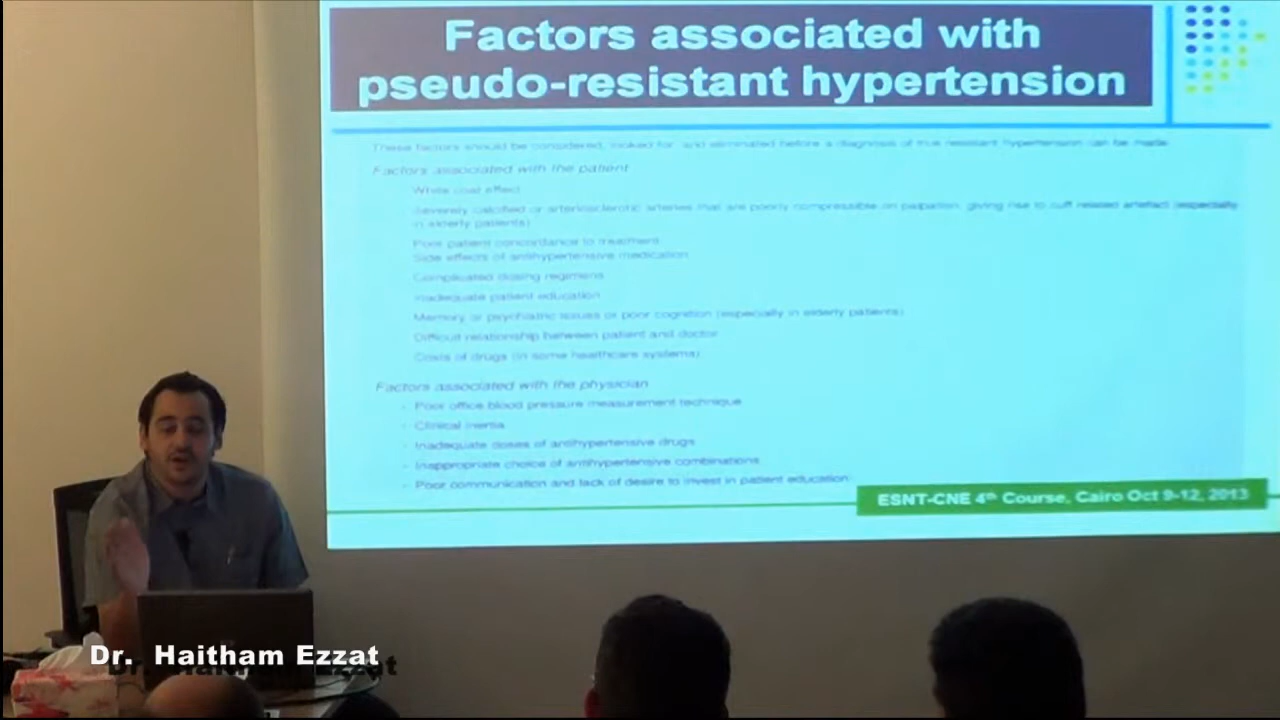 Factors associated with
pseudo-resistant hypertension
These factors should be considered, looked for, and eliminated before a diagnosis of true resistant hypertension can be made
Factors associated with the patient
White coat effect
Severely calcified or arteriosclerotic arteries that are poorly compressible on palpation, giving rise to cuff related artefact (especially
in elderly patients)
Poor patient concordance to treatment
Side effects of antihypertensive medication
Complicated dosing regimens
Inadequate patient education
Memory or psychiatric issues or poor cognition (especially in elderly patients)
Difficult relationship between patient and doctor
Costs of drugs (in some healthcare systems)
Factors associated with the physician
- Poor office blood pressure measurement technique
- Clinical inertia
- Inadequate doses of antihypertensive drugs
- Inappropriate choice of antihypertensive combinations
- Poor communication and lack of desire to invest in patient education
ESNT-CNE 4th Course, Cairo Oct 9-12, 2013
Dr. Haitham Ezzat